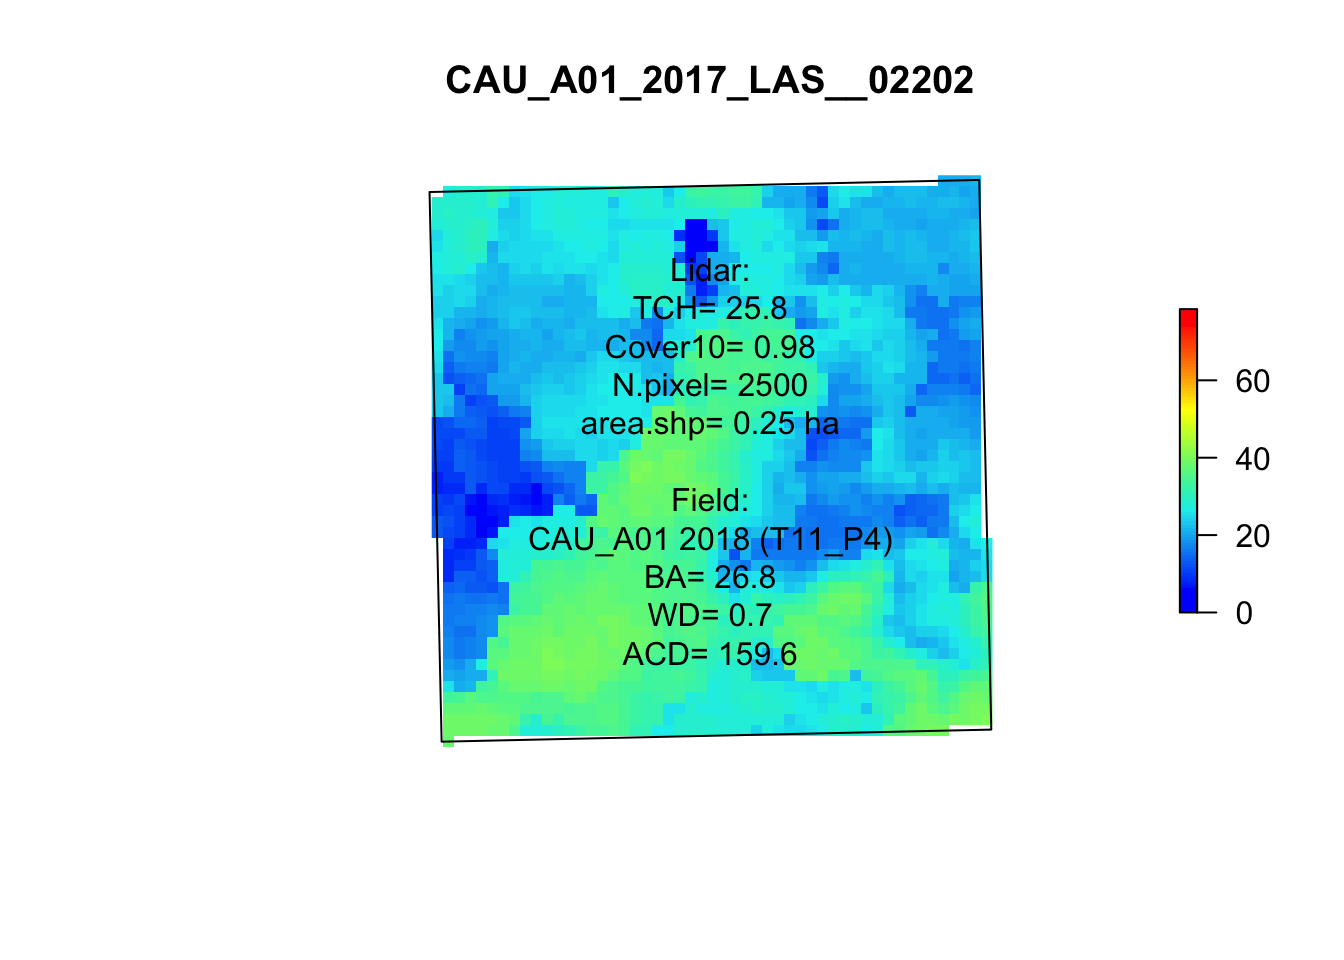 CAU_A01_2017_LAS__02202
Lidar:
TCH= 25.8
Cover10= 0.98
N.pixel= 2500
area.shp= 0.25 ha
Field:
CAU_A01 2018 (T11_P4)
BA= 26.8
WD= 0.7
ACD= 159.6
60
40
20
0